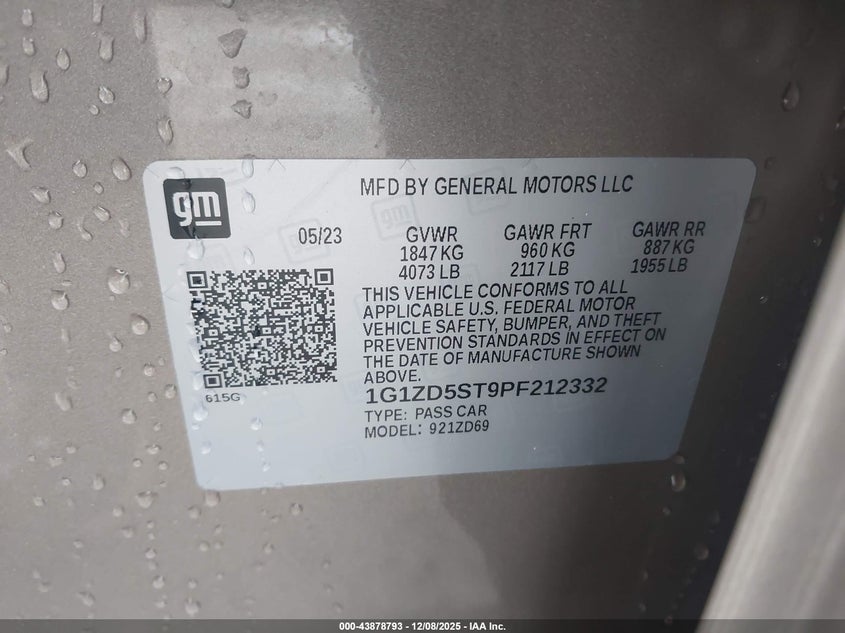 gm
MFD BY GENERAL MOTORS LLC
05/23 GVWR GAWR FRT GAWR RR
1847 KG 960 KG 887 KG
4073 LB 2117 LB 1955 LB
THIS VEHICLE CONFORMS TO ALL
APPLICABLE U.S. FEDERAL MOTOR
VEHICLE SAFETY, BUMPER, AND THEFT
PREVENTION STANDARDS IN EFFECT ON
THE DATE OF MANUFACTURE SHOWN
ABOVE.
615G
1G1ZD5ST9PF212332
TYPE: PASS CAR
MODEL: 921ZD69
000-43878793 - 12/08/2025 - IAA Inc.